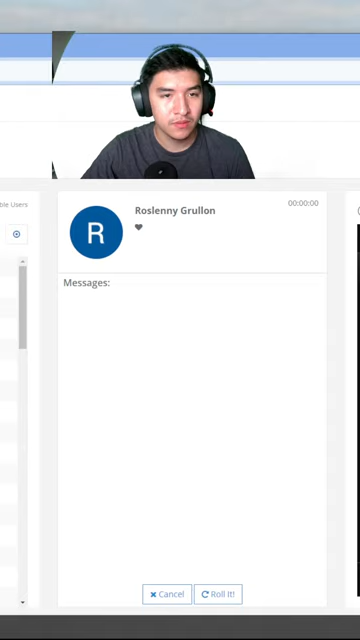 ble Users
00:00:00
Roslenny Grullon
R
Messages:
Cancel
Roll It!